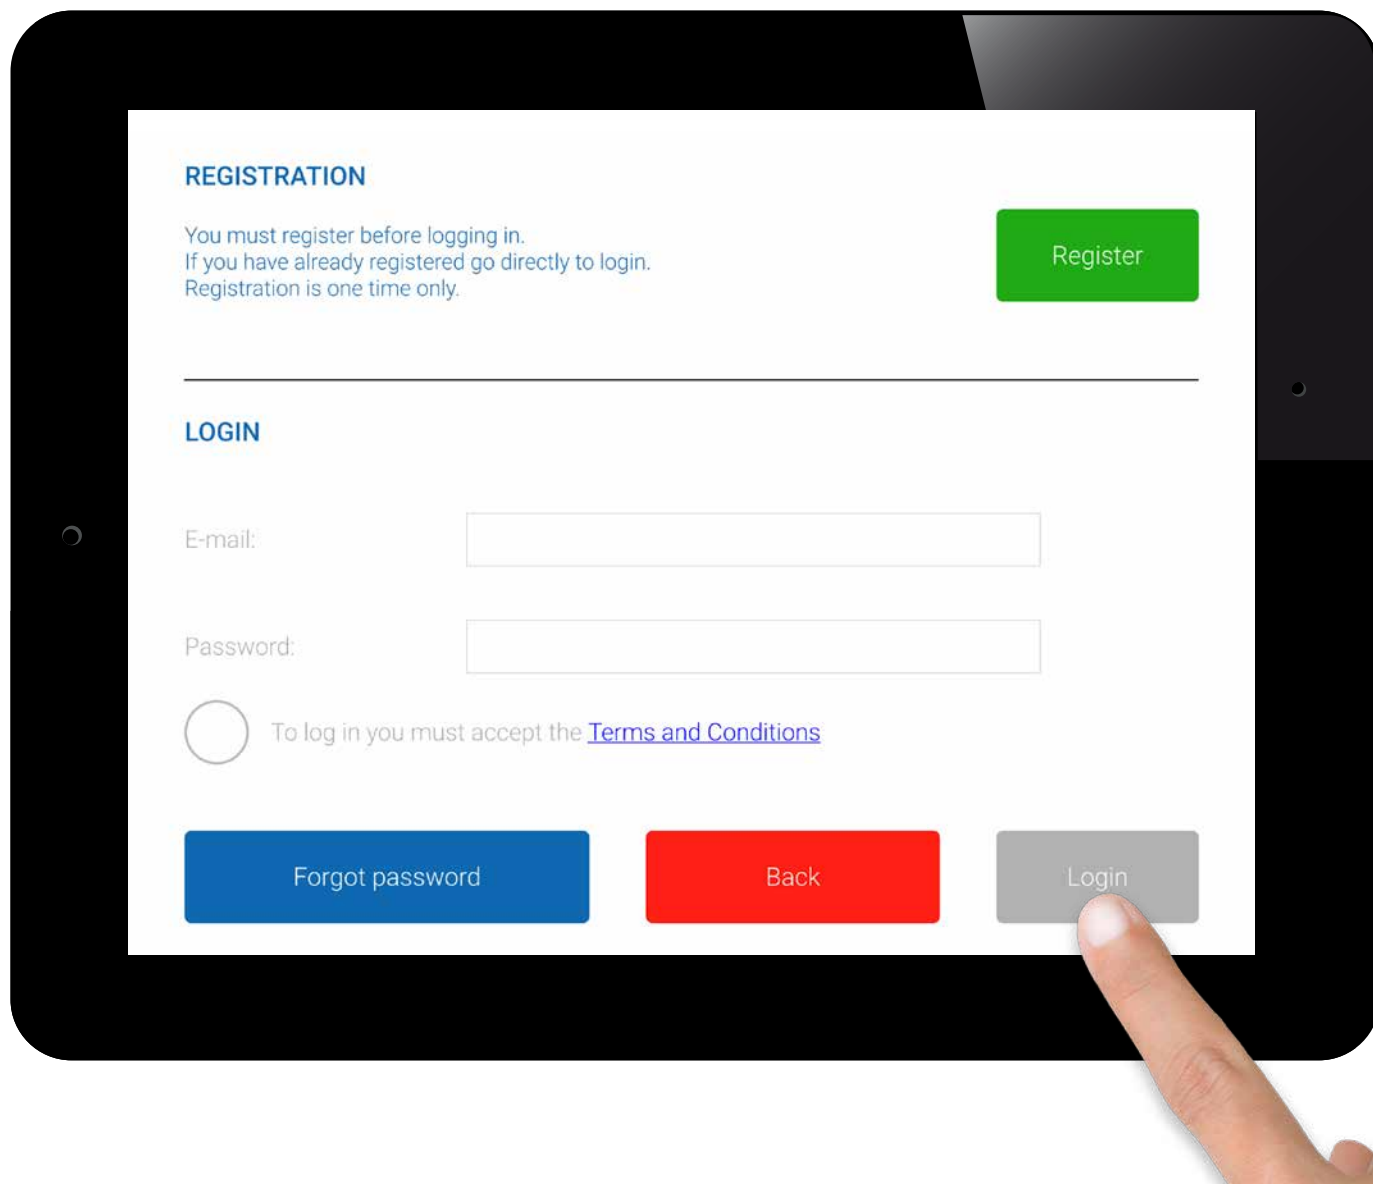 REGISTRATION
You must register before logging in.
If you have already registered go directly to login.
Registration is one time only.
Register
LOGIN
E-mail:
Password:
To log in you must accept the Terms and Conditions
Forgot password
Back
Login